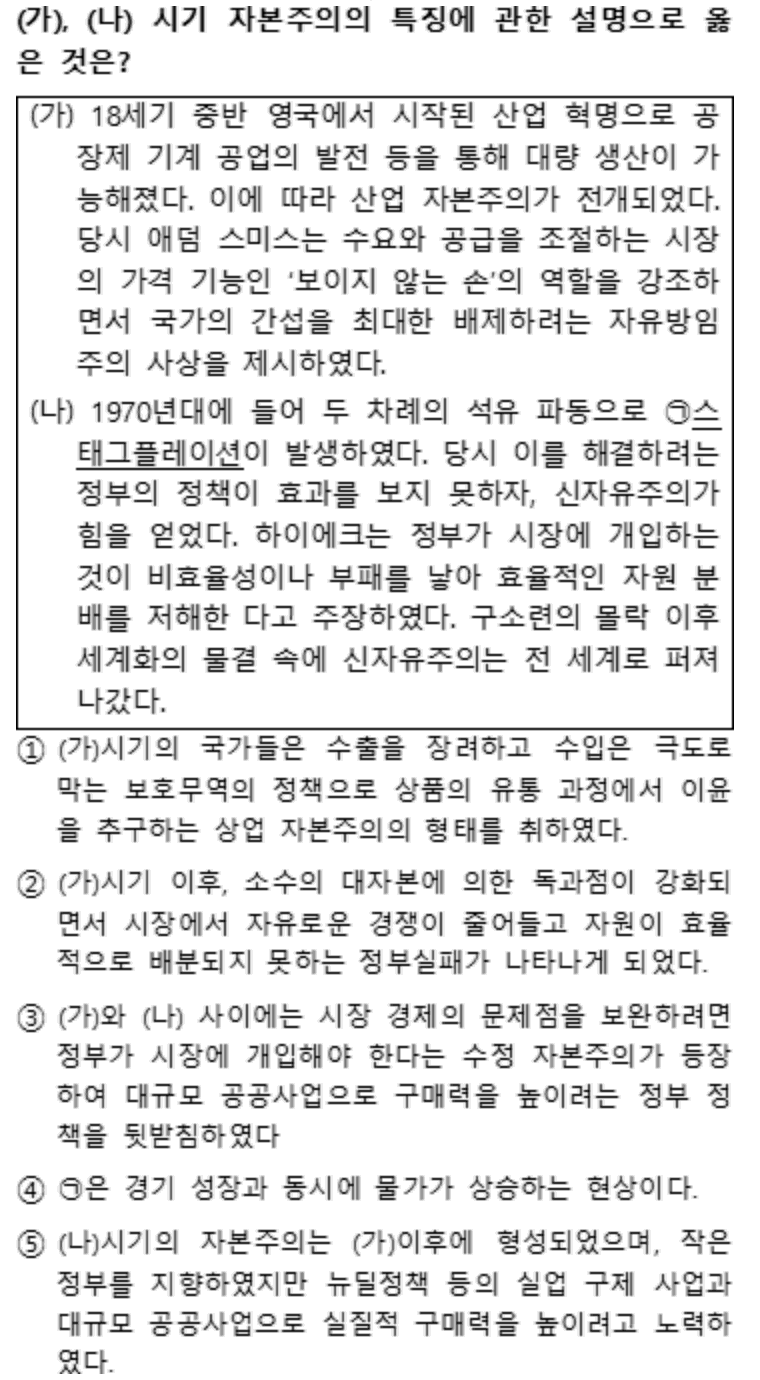 (가), (나) 시기 자본주의의 특징에 관한 설명으로 옳
은 것은?
(가) 18세기 중반 영국에서 시작된 산업 혁명으로 공
장제 기계 공업의 발전 등을 통해 대량 생산이 가
능해졌다. 이에 따라 산업 자본주의가 전개되었다.
당시 애덤 스미스는 수요와 공급을 조절하는 시장
의 가격 기능인 ‘보이지 않는 손’의 역할을 강조하
면서 국가의 간섭을 최대한 배제하려는 자유방임
주의 사상을 제시하였다.
(나) 1970년대에 들어 두 차례의 석유 파동으로 ㉠스
태그플레이션이 발생하였다. 당시 이를 해결하려는
정부의 정책이 효과를 보지 못하자, 신자유주의가
힘을 얻었다. 하이에크는 정부가 시장에 개입하는
것이 비효율성이나 부패를 낳아 효율적인 자원 분
배를 저해한 다고 주장하였다. 구소련의 몰락 이후
세계화의 물결 속에 신자유주의는 전 세계로 퍼져
나갔다.
① (가)시기의 국가들은 수출을 장려하고 수입은 극도로
막는 보호무역의 정책으로 상품의 유통 과정에서 이윤
을 추구하는 상업 자본주의의 형태를 취하였다.
② (가)시기 이후, 소수의 대자본에 의한 독과점이 강화되
면서 시장에서 자유로운 경쟁이 줄어들고 자원이 효율
적으로 배분되지 못하는 정부실패가 나타나게 되었다.
③ (가)와 (나) 사이에는 시장 경제의 문제점을 보완하려면
정부가 시장에 개입해야 한다는 수정 자본주의가 등장
하여 대규모 공공사업으로 구매력을 높이려는 정부 정
책을 뒷받침하였다
④ ㉠은 경기 성장과 동시에 물가가 상승하는 현상이다.
⑤ (나)시기의 자본주의는 (가)이후에 형성되었으며, 작은
정부를 지향하였지만 뉴딜정책 등의 실업 구제 사업과
대규모 공공사업으로 실질적 구매력을 높이려고 노력하
였다.